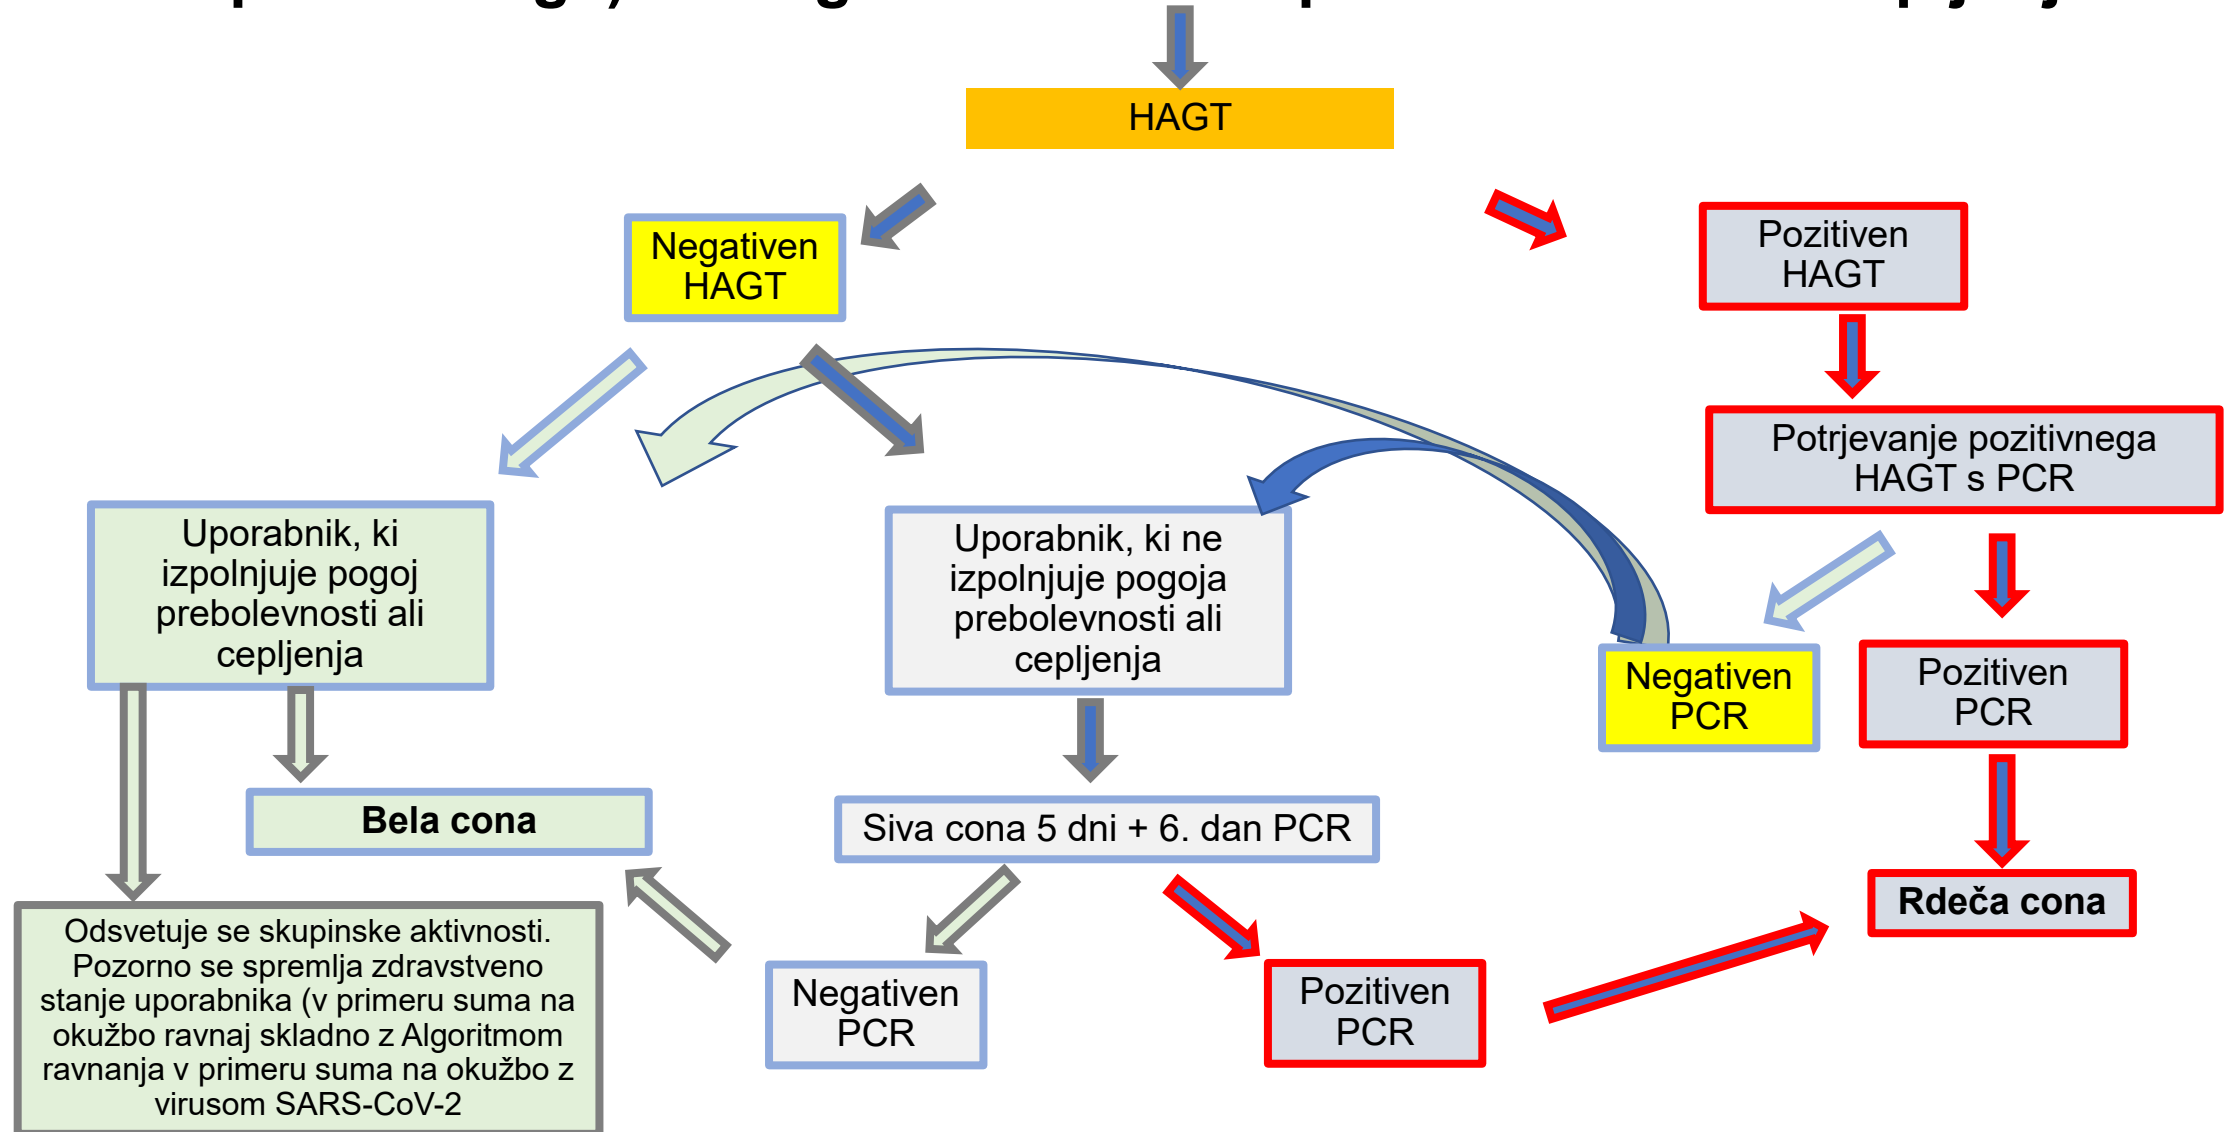 HAGT
Negativen
HAGT
Pozitiven
HAGT
Potrjevanje pozitivnega
HAGT s PCR
Uporabnik, ki
izpolnjuje pogoj
prebolevnosti ali
cepljenja
Uporabnik, ki ne
izpolnjuje pogoja
prebolevnosti ali
cepljenja
Negativen
PCR
Pozitiven
PCR
Bela cona
Siva cona 5 dni + 6. dan PCR
Rdeča cona
Odsvetuje se skupinske aktivnosti.
Pozorno se spremlja zdravstveno
stanje uporabnika (v primeru suma na
okužbo ravnaj skladno z Algoritmom
ravnanja v primeru suma na okužbo z
virusom SARS-CoV-2
Negativen
PCR
Pozitiven
PCR